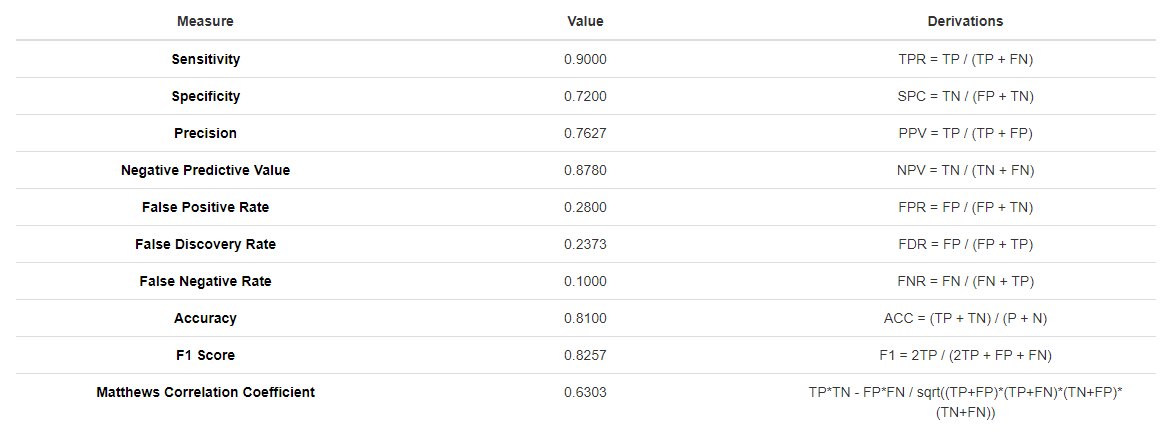 Measure Value Derivations
Sensitivity 0.9000 TPR = TP / (TP + FN)
Specificity 0.7200 SPC = TN / (FP + TN)
Precision 0.7627 PPV = TP / (TP + FP)
Negative Predictive Value 0.8780 NPV = TN / (TN + FN)
False Positive Rate 0.2800 FPR = FP / (FP + TN)
False Discovery Rate 0.2373 FDR = FP / (FP + TP)
False Negative Rate 0.1000 FNR = FN / (FN + TP)
Accuracy 0.8100 ACC = (TP + TN) / (P + N)
F1 Score 0.8257 F1 = 2TP / (2TP + FP + FN)
Matthews Correlation Coefficient 0.6303 TP*TN - FP*FN / sqrt((TP+FP)*(TP+FN)*(TN+FP)*
(TN+FN))